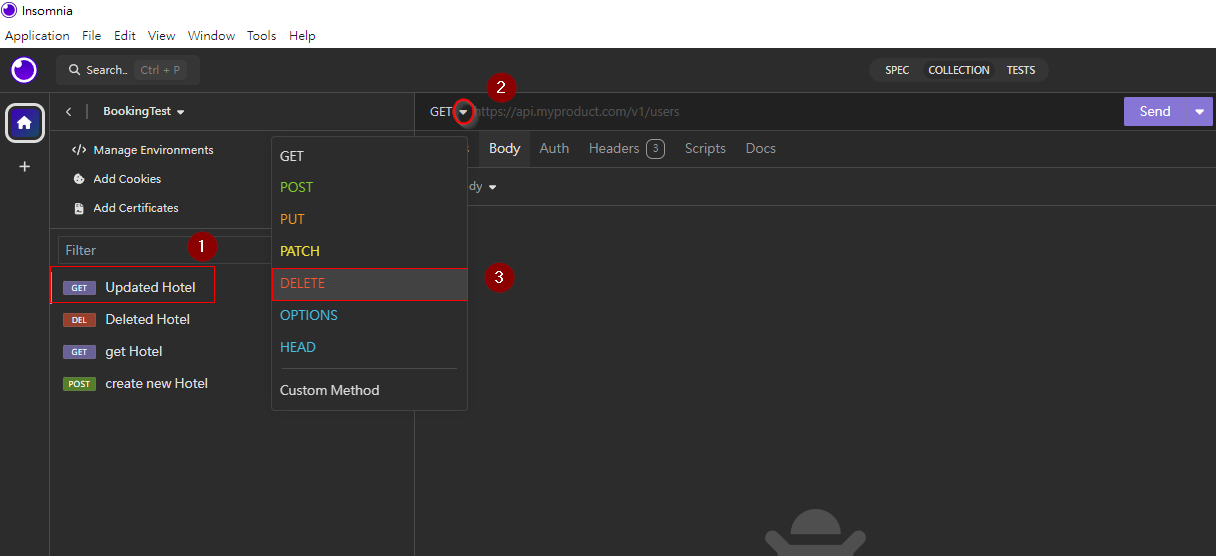 Insomnia
Application File Edit View Window Tools Help
Search.. Ctrl + P
SPEC COLLECTION TESTS
2
BookingTest
GET https://api.myproduct.com/v1/users
Send
Manage Environments
Add Cookies
Add Certificates
Body Auth Headers 3 Scripts Docs
dy
GET
POST
PUT
PATCH
DELETE
OPTIONS
HEAD
Custom Method
3
Filter
1
GET Updated Hotel
DEL Deleted Hotel
GET get Hotel
POST create new Hotel